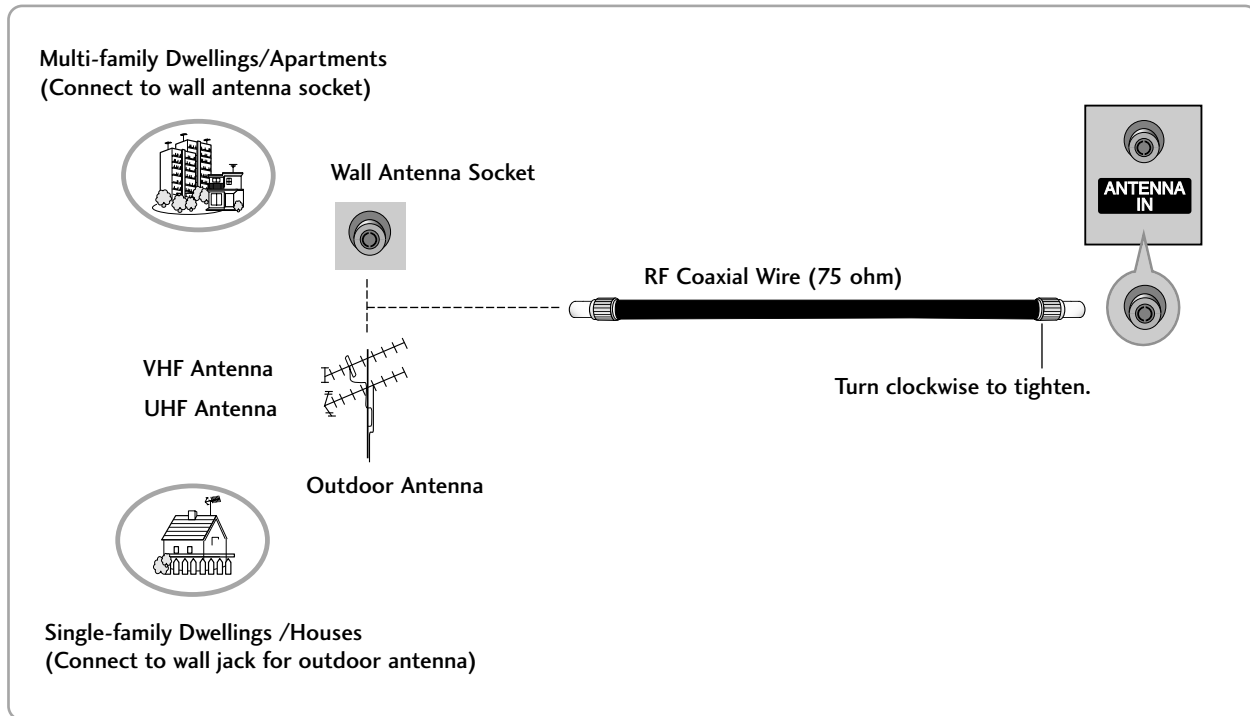 Multi-family Dwellings/Apartments
(Connect to wall antenna socket)
Wall Antenna Socket
ANTENNA
IN
RF Coaxial Wire (75 ohm)
VHF Antenna
UHF Antenna
Turn clockwise to tighten.
Outdoor Antenna
Single-family Dwellings /Houses
(Connect to wall jack for outdoor antenna)